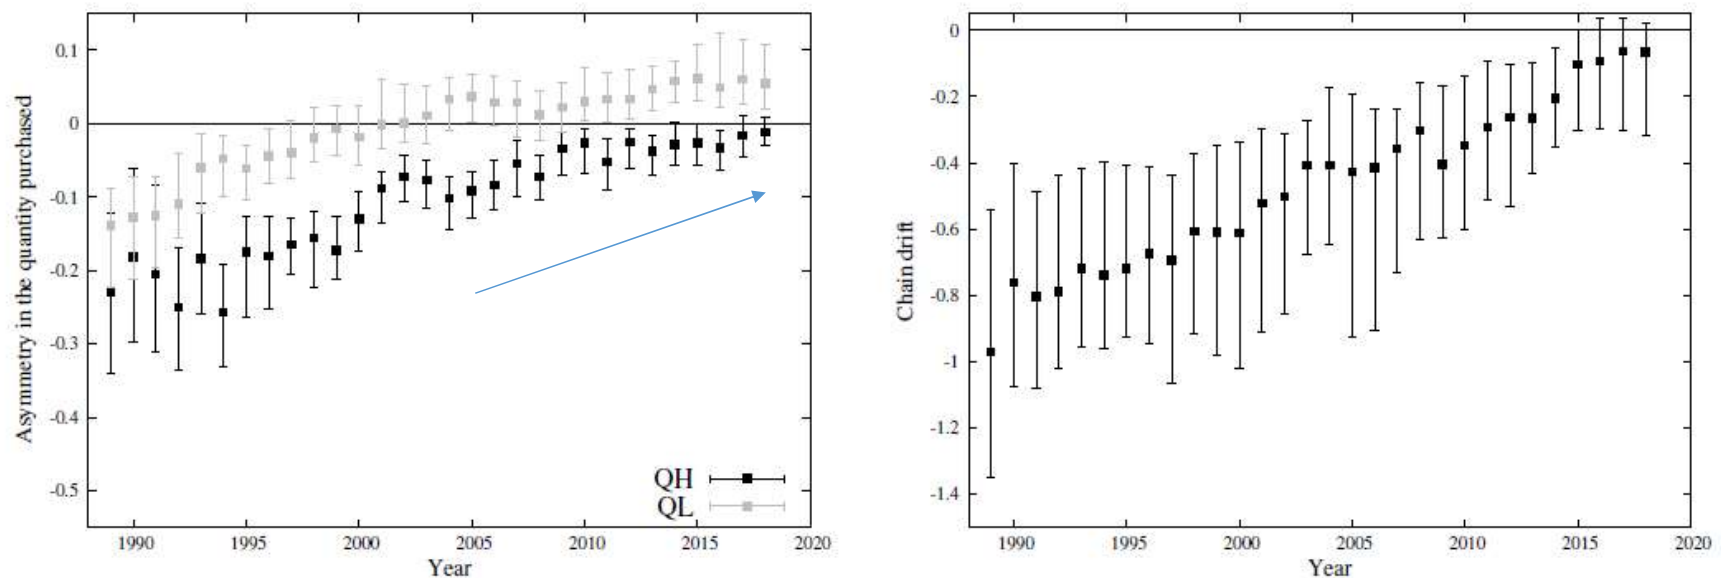 Asymmetry in the quantity purchased
0.1
0
-0.1
-0.2
-0.3
-0.4
-0.5
QH
QL
1990 1995 2000 2005 2010 2015 2020
Year
Chain drift
0
-0.2
-0.4
-0.6
-0.8
-1
-1.2
-1.4
1990 1995 2000 2005 2010 2015 2020
Year